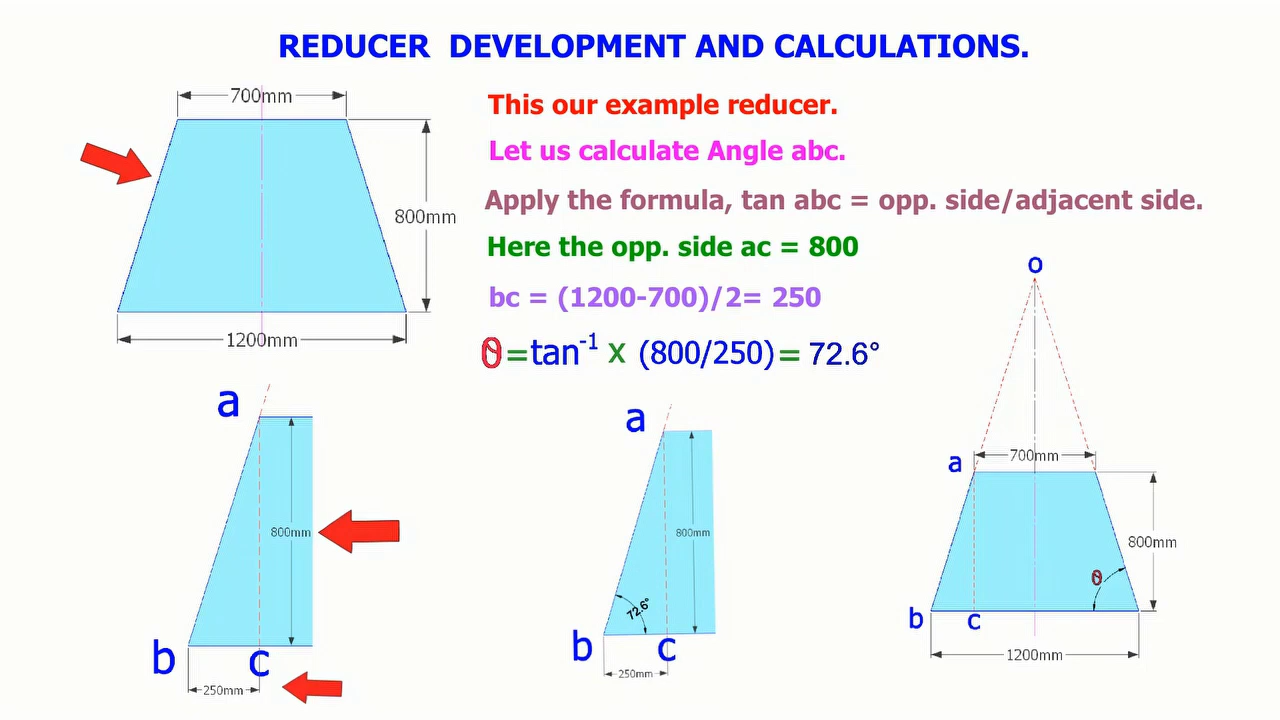 REDUCER DEVELOPMENT AND CALCULATIONS.
700mm
800mm
1200mm
This our example reducer.
Let us calculate Angle abc.
Apply the formula, tan abc = opp. side/adjacent side.
Here the opp. side ac = 800
bc = (1200-700)/2= 250
θ=tan⁻¹ x (800/250)= 72.6°
a
800mm
b
c
250mm
a
800mm
72.6°
b
c
250mm
o
a
700mm
800mm
θ
b
c
1200mm